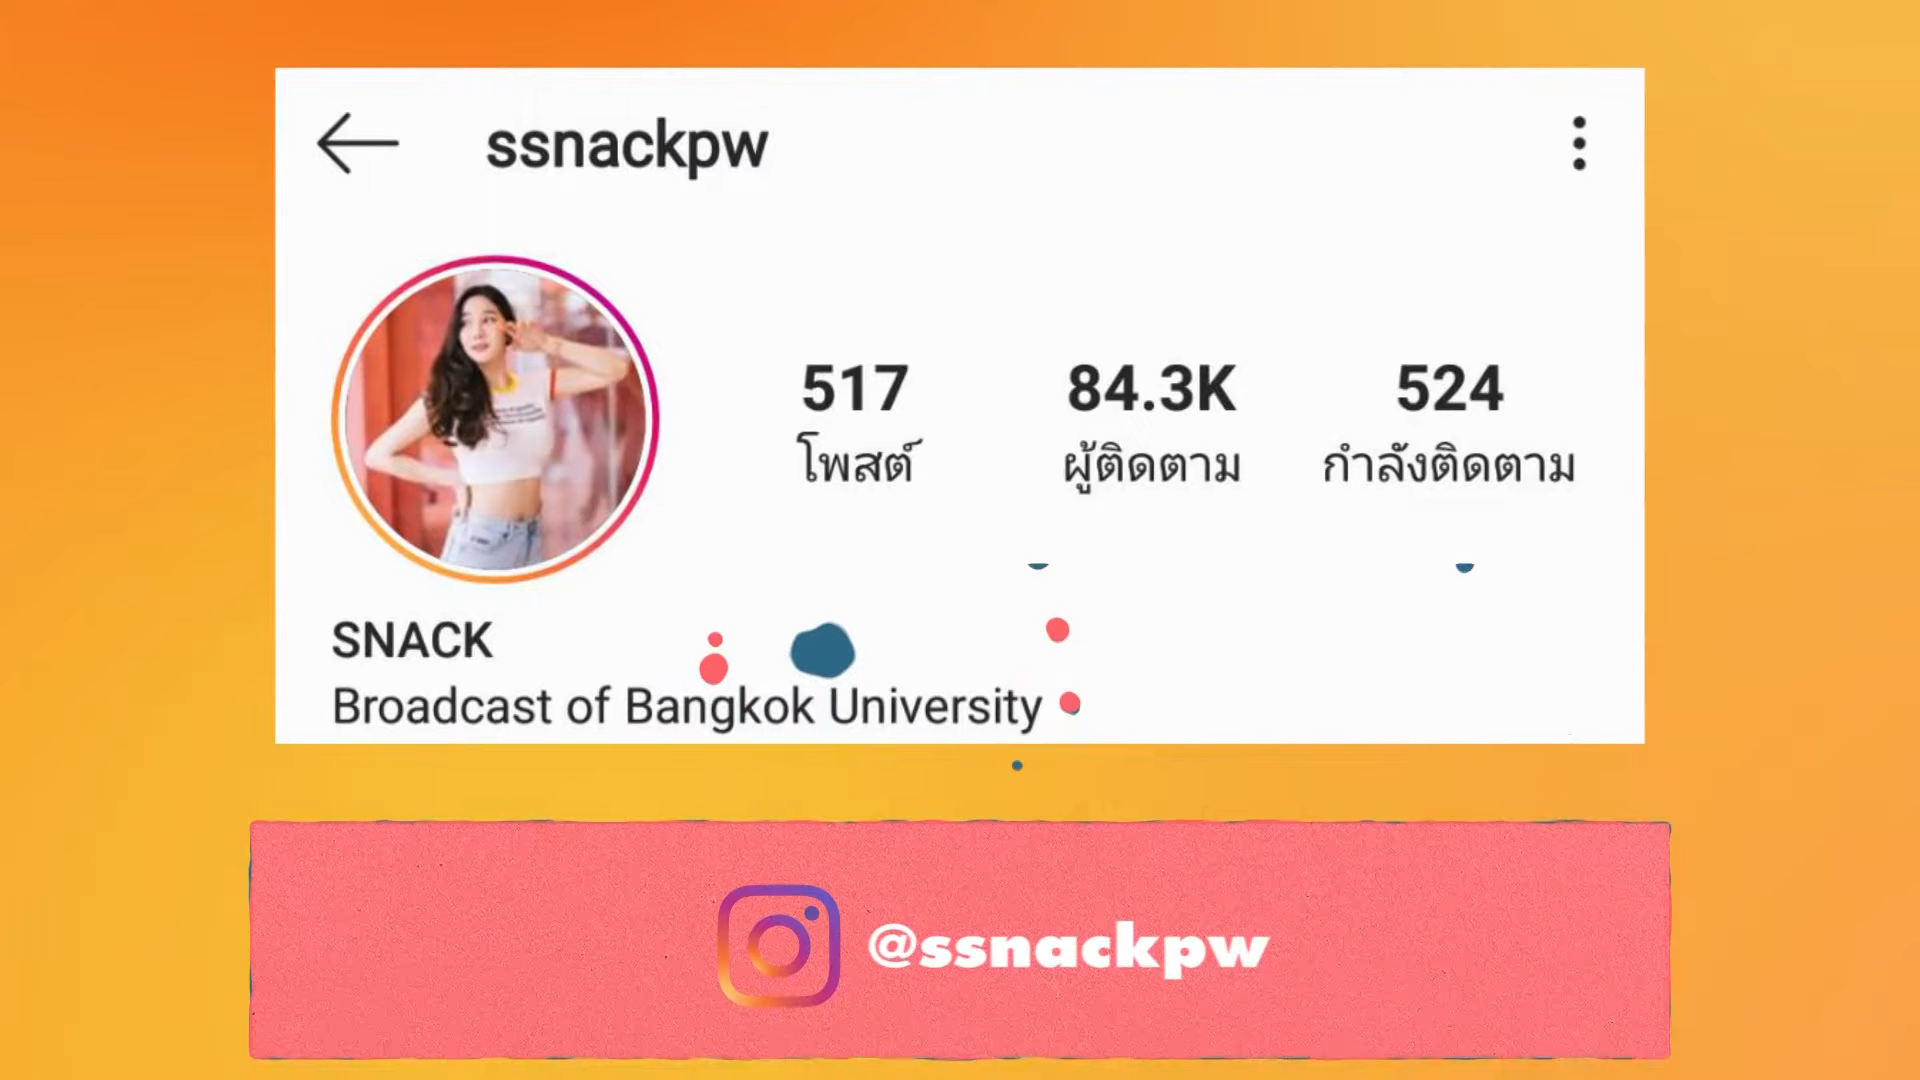 ssnackpw
517 84.3K 524
โพสต์ ผู้ติดตาม กำลังติดตาม
SNACK
Broadcast of Bangkok University
@ssnackpw